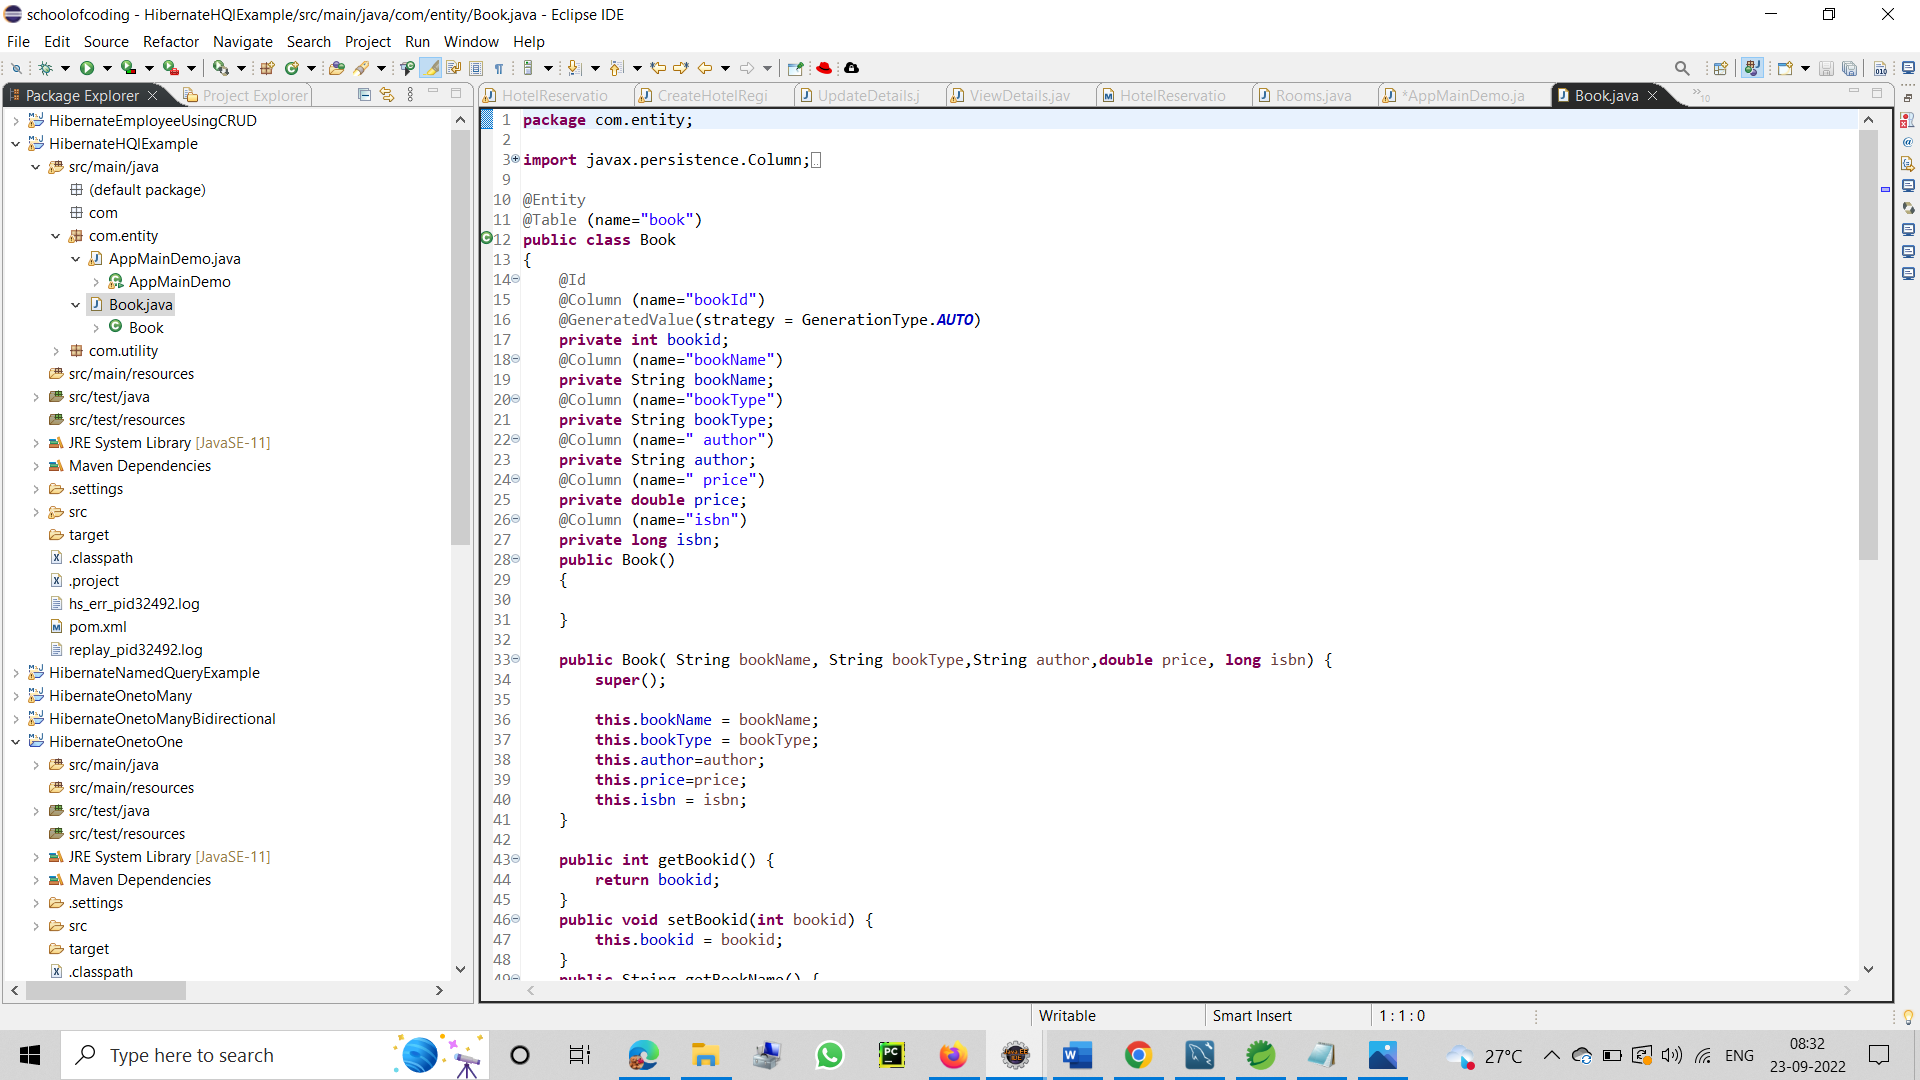 schoolofcoding - HibernateHQlExample/src/main/java/com/entity/Book.java - Eclipse IDE
File Edit Source Refactor Navigate Search Project Run Window Help
Package Explorer
Project Explorer
HotelReservatio
CreateHotelRegi
UpdateDetails.j
ViewDetails.jav
HotelReservatio
Rooms.java
*AppMainDemo.ja
Book.java
10
HibernateEmployeeUsingCRUD
HibernateHQlExample
src/main/java
(default package)
com
com.entity
AppMainDemo.java
AppMainDemo
Book.java
Book
com.utility
src/main/resources
src/test/java
src/test/resources
JRE System Library [JavaSE-11]
Maven Dependencies
.settings
src
target
.classpath
.project
hs_err_pid32492.log
pom.xml
replay_pid32492.log
HibernateNamedQueryExample
HibernateOnetoMany
HibernateOnetoManyBidirectional
HibernateOnetoOne
src/main/java
src/main/resources
src/test/java
src/test/resources
JRE System Library [JavaSE-11]
Maven Dependencies
.settings
src
target
.classpath
1 package com.entity;
2
3 import javax.persistence.Column;
9
10 @Entity
11 @Table (name="book")
12 public class Book
13 {
14 @Id
15 @Column (name="bookId")
16 @GeneratedValue(strategy = GenerationType.AUTO)
17 private int bookid;
18 @Column (name="bookName")
19 private String bookName;
20 @Column (name="bookType")
21 private String bookType;
22 @Column (name=" author")
23 private String author;
24 @Column (name=" price")
25 private double price;
26 @Column (name="isbn")
27 private long isbn;
28 public Book()
29 {
30
31 }
32
33 public Book( String bookName, String bookType,String author,double price, long isbn) {
34 super();
35
36 this.bookName = bookName;
37 this.bookType = bookType;
38 this.author=author;
39 this.price=price;
40 this.isbn = isbn;
41 }
42
43 public int getBookid() {
44 return bookid;
45 }
46 public void setBookid(int bookid) {
47 this.bookid = bookid;
48 }
49 public String getBookName() {
Writable
Smart Insert
1 : 1 : 0
Type here to search
27°C
ENG
08:32
23-09-2022